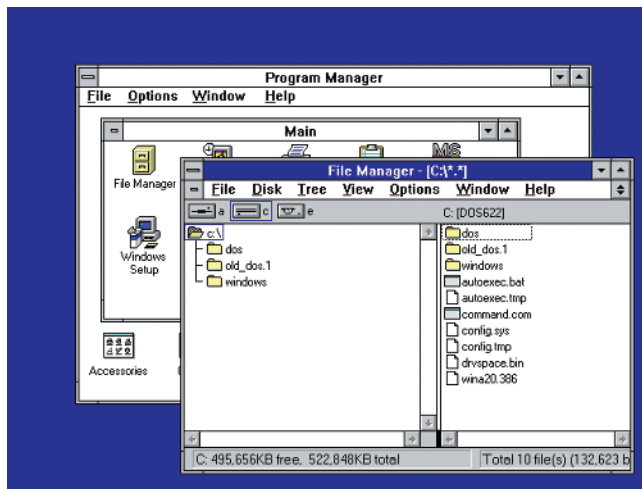 Program Manager
File Options Window Help
Main
MS
File Manager
Windows
Setup
Accessories
File Manager - [C:\*.*]
File Disk Tree View Options Window Help
a c e
C: [DOS622]
c:\
dos
old_dos.1
windows
dos
old_dos.1
windows
autoexec.bat
autoexec.tmp
command.com
config.sys
config.tmp
drvspace.bin
wina20.386
C: 495,656KB free, 522,848KB total
Total 10 file(s) (132,623 b